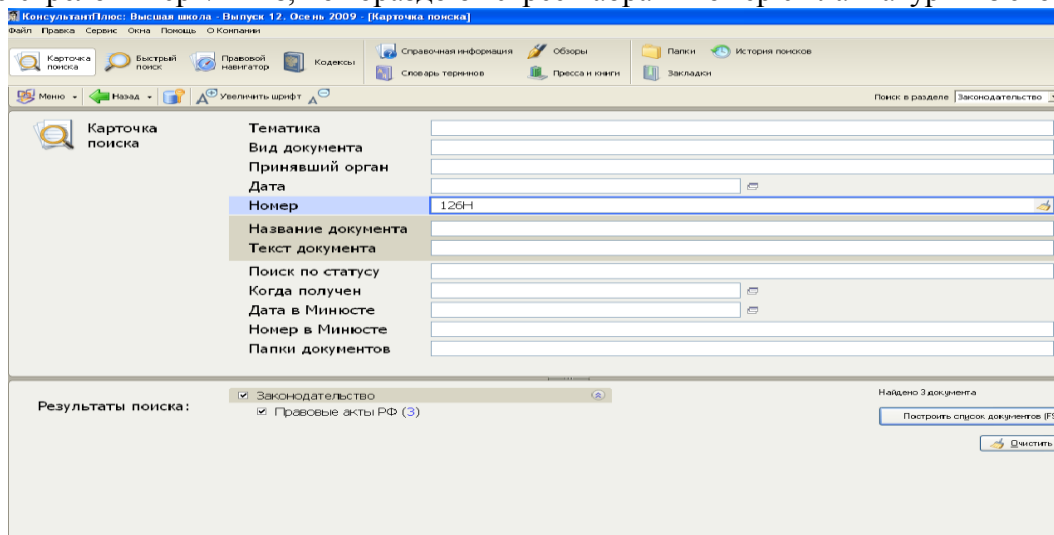 КонсультантПлюс: Высшая школа - Выпуск 12. Осень 2009 - [Карточка поиска]
Файл Правка Сервис Окна Помощь О Компании
Карточка поиска Быстрый поиск Правовой навигатор Кодексы Справочная информация Обзоры Папки История поисков
Словарь терминов Пресса и книги Закладки
Меню Назад Увеличить шрифт Поиск в разделе Законодательство
Карточка поиска
Тематика
Вид документа
Принявший орган
Дата
Номер 126Н
Название документа
Текст документа
Поиск по статусу
Когда получен
Дата в Минюсте
Номер в Минюсте
Папки документов
Результаты поиска:
Законодательство
Правовые акты РФ (3)
Найдено 3 документа
Построить список документов (F9
Очистить